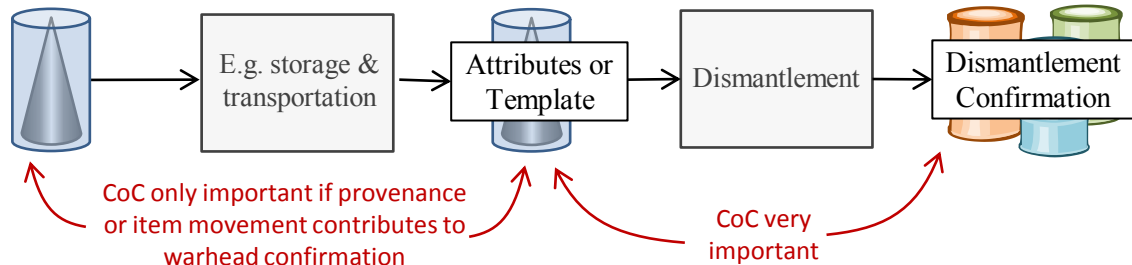 E.g. storage &
transportation
Attributes or
Template
Dismantlement
Dismantlement
Confirmation
CoC only important if provenance
or item movement contributes to
warhead confirmation
CoC very
important